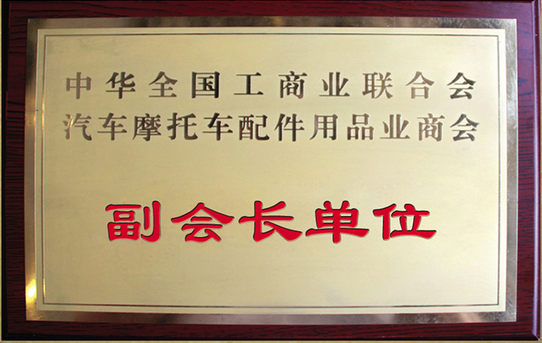 中华全国工商业联合会
汽车摩托车配件用品业商会
副会长单位